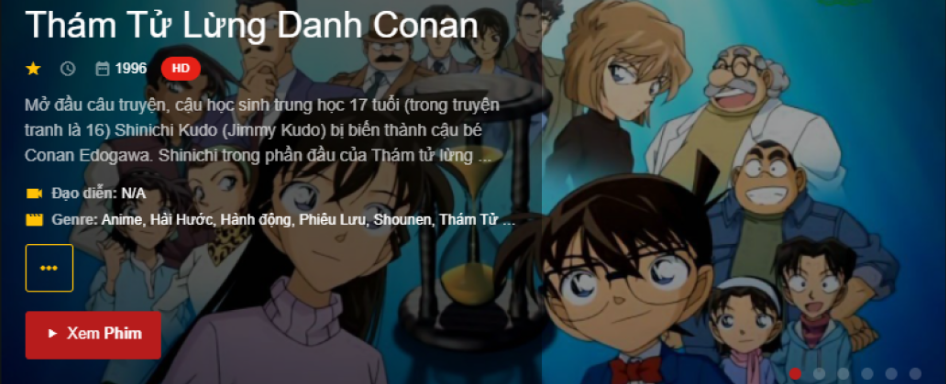 Thám Tử Lừng Danh Conan
1996 HD
Mở đầu câu truyện, cậu học sinh trung học 17 tuổi (trong truyện
tranh là 16) Shinichi Kudo (Jimmy Kudo) bị biến thành cậu bé
Conan Edogawa. Shinichi trong phần đầu của Thám tử lừng ...
Đạo diễn: N/A
Genre: Anime, Hài Hước, Hành động, Phiêu Lưu, Shounen, Thám Tử ...
Xem Phim